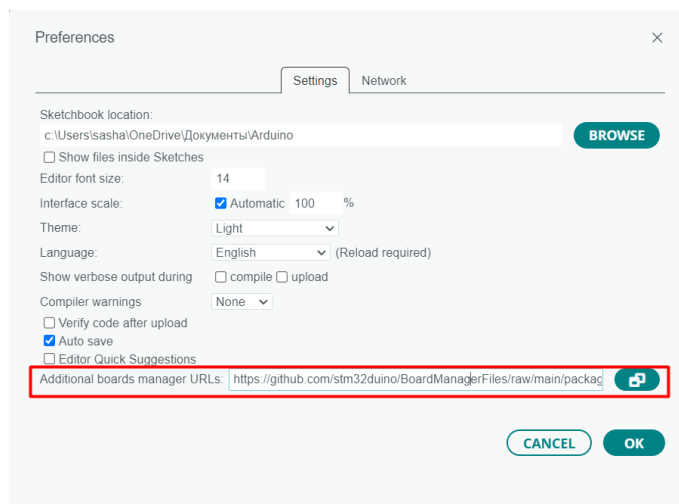 Preferences
Settings Network
Sketchbook location:
c:\Users\sasha\OneDrive\Документы\Arduino BROWSE
Show files inside Sketches
Editor font size: 14
Interface scale: Automatic 100 %
Theme: Light
Language: English (Reload required)
Show verbose output during compile upload
Compiler warnings None
Verify code after upload
Auto save
Editor Quick Suggestions
Additional boards manager URLs: https://github.com/stm32duino/BoardManagerFiles/raw/main/packag
CANCEL OK